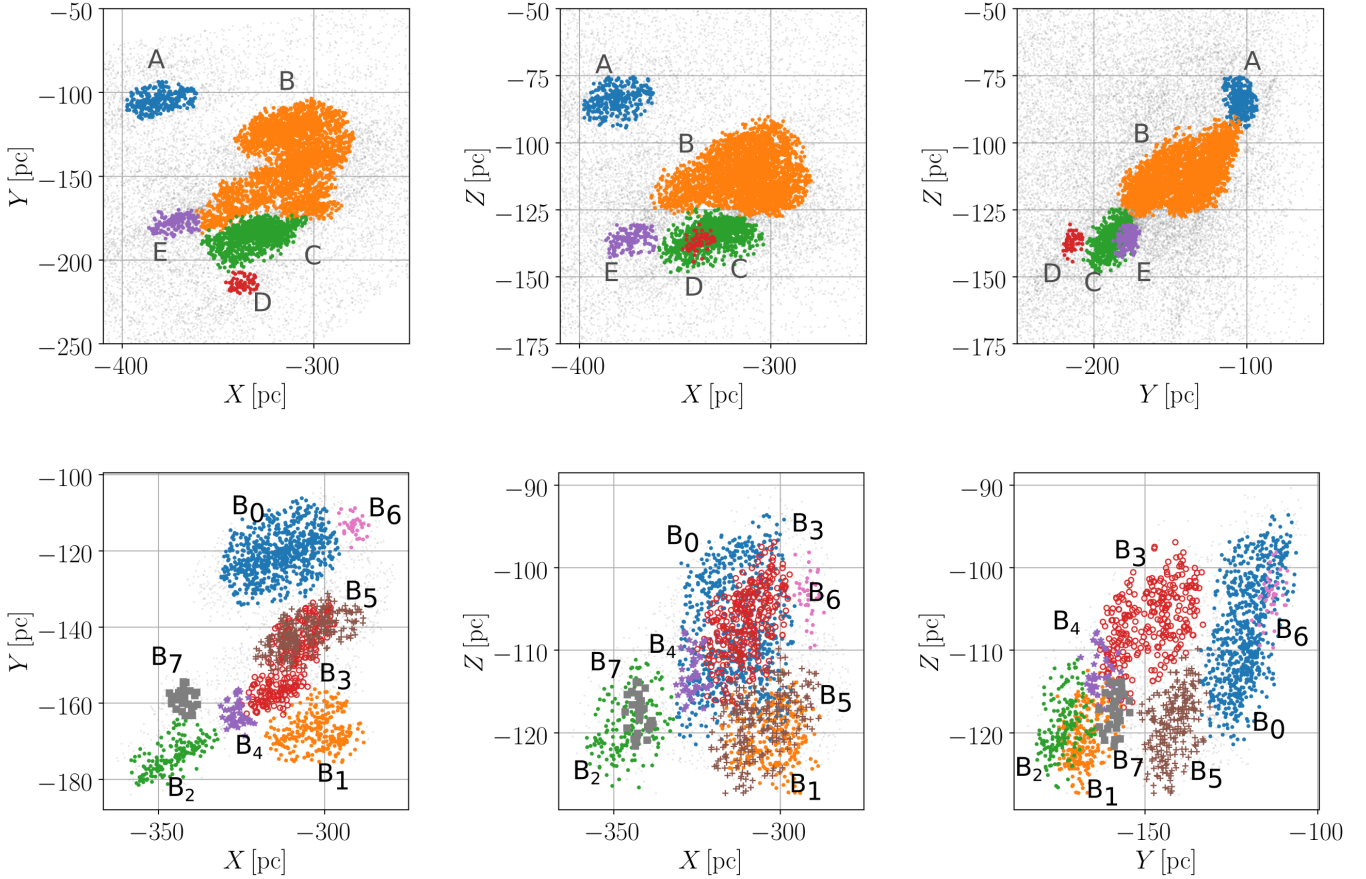 −50
−100
−150
−200
−250
Y [pc]
−400
−300
X [pc]
A
B
C
D
E
−50
−75
−100
−125
−150
−175
Z [pc]
−400
−300
X [pc]
A
B
C
D
E
−50
−75
−100
−125
−150
−175
Z [pc]
−200
−100
Y [pc]
A
B
C
D
E
−100
−120
−140
−160
−180
Y [pc]
−350
−300
X [pc]
B0
B6
B5
B7
B3
B4
B1
B2
−90
−100
−110
−120
Z [pc]
−350
−300
X [pc]
B3
B0
B6
B4
B7
B5
B2
B1
−90
−100
−110
−120
Z [pc]
−150
−100
Y [pc]
B3
B4
B6
B0
B7
B2
B5
B1